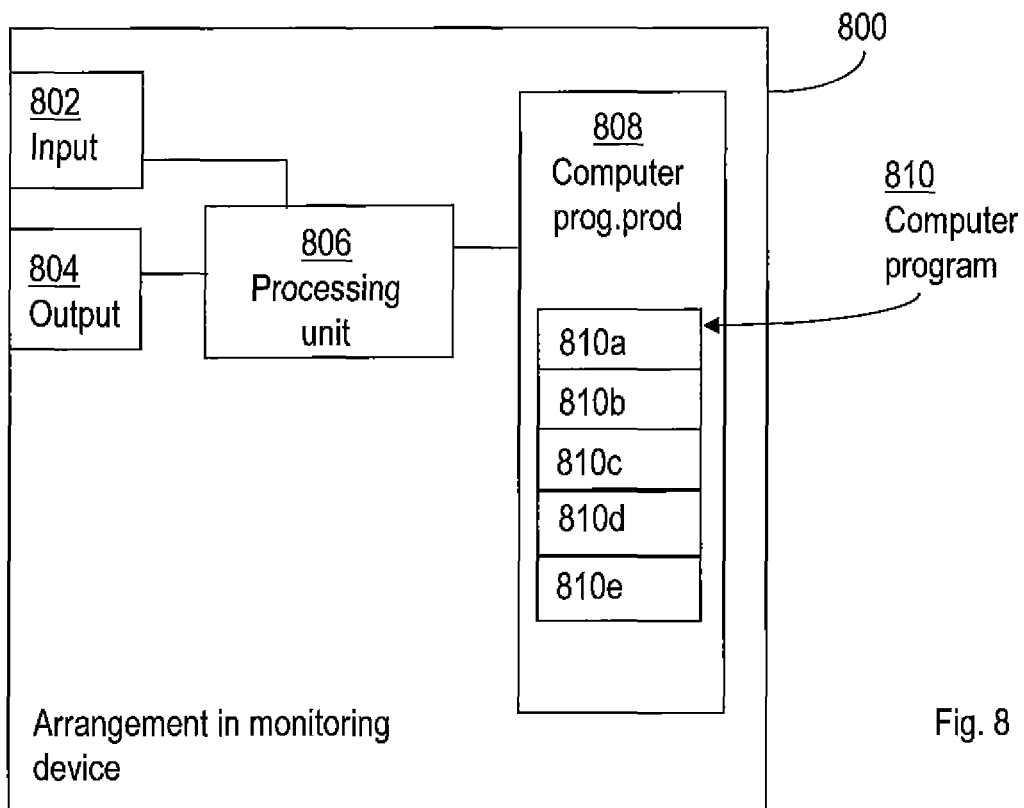 800
802
Input
804
Output
806
Processing
unit
808
Computer
prog.prod
810
Computer
program
810a
810b
810c
810d
810e
Arrangement in monitoring
device
Fig. 8